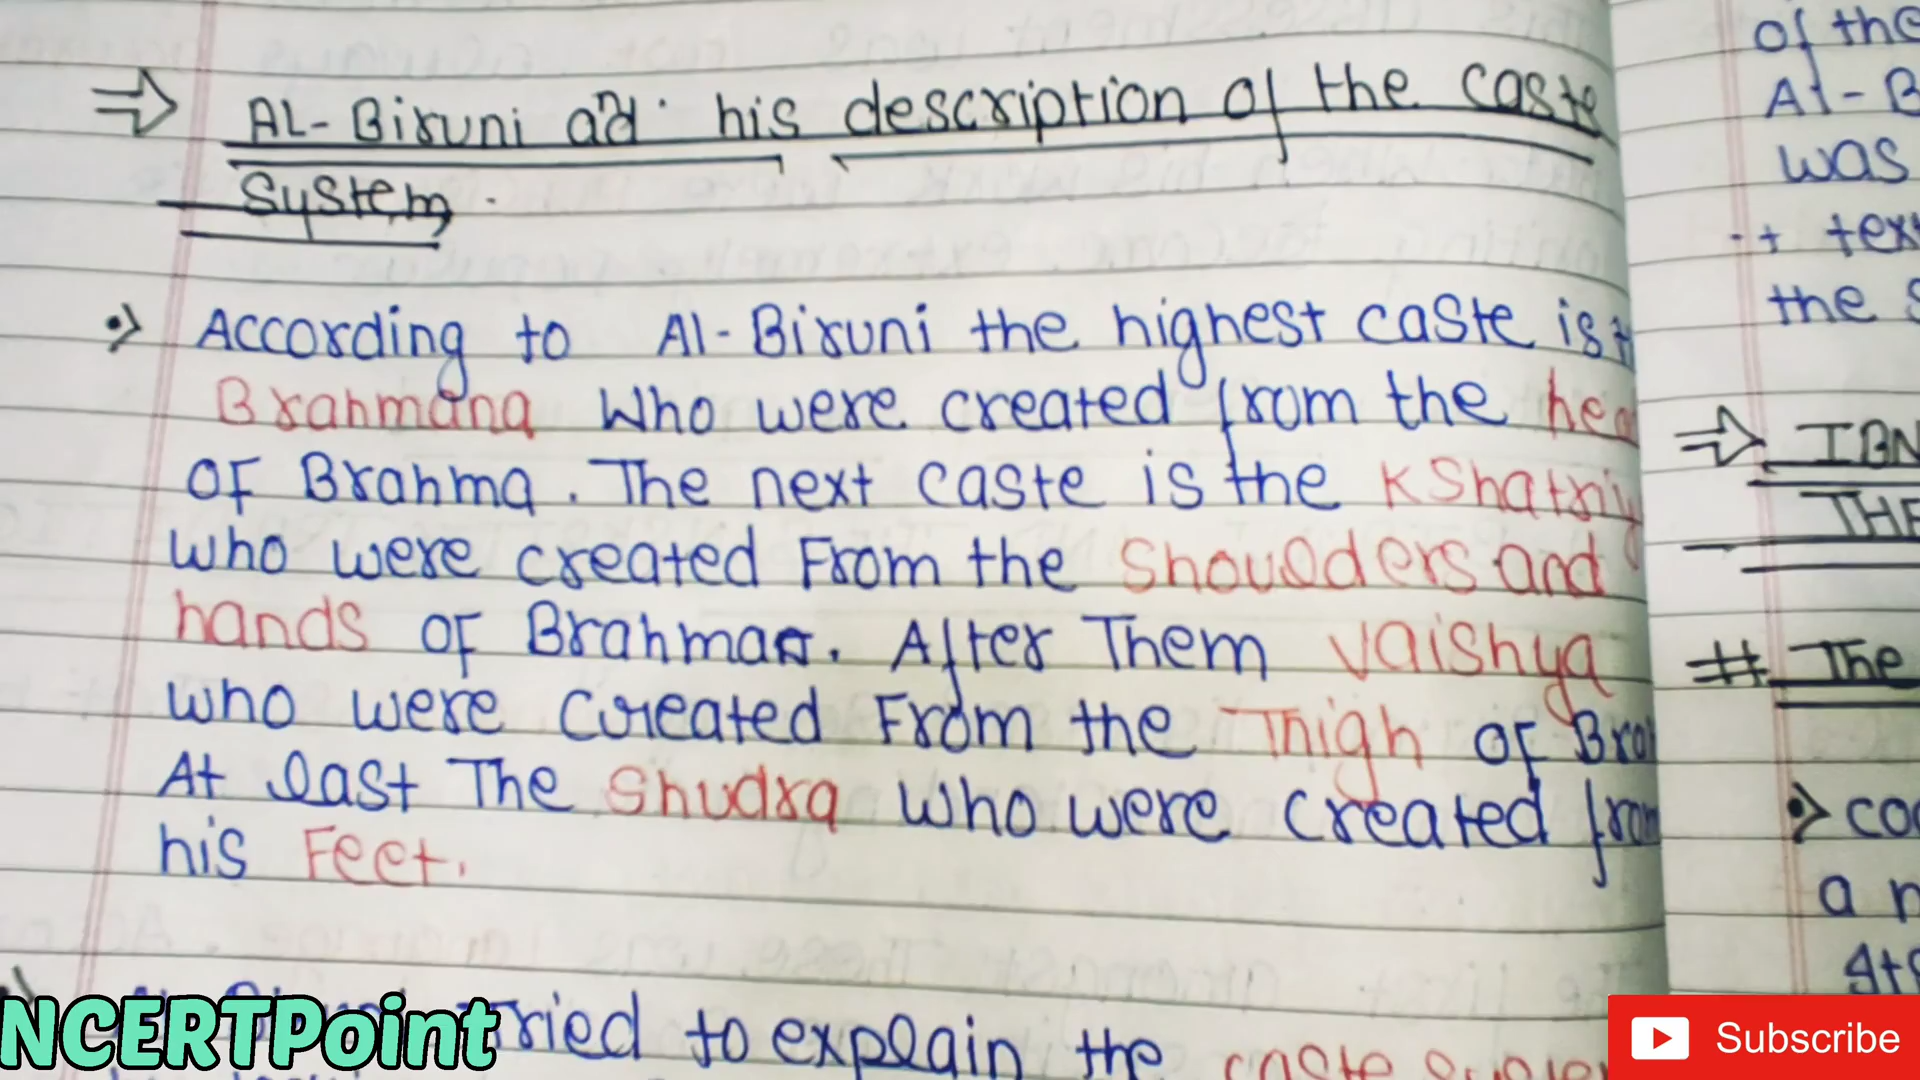 ⇒ AL-Biruni and his description of the caste
System.
According to Al-Biruni the highest caste is
Brahmana Who were created from the
OF Brahma. The next caste is the
who were created From the Shoulders and
hands of Brahma. After Them Vaishya
who were created From the Thigh of
At last The Shudra who were created
his Feet.
tried to explain the caste
of the
was
the
⇒
THE
# The
a
NCERTPoint
Subscribe